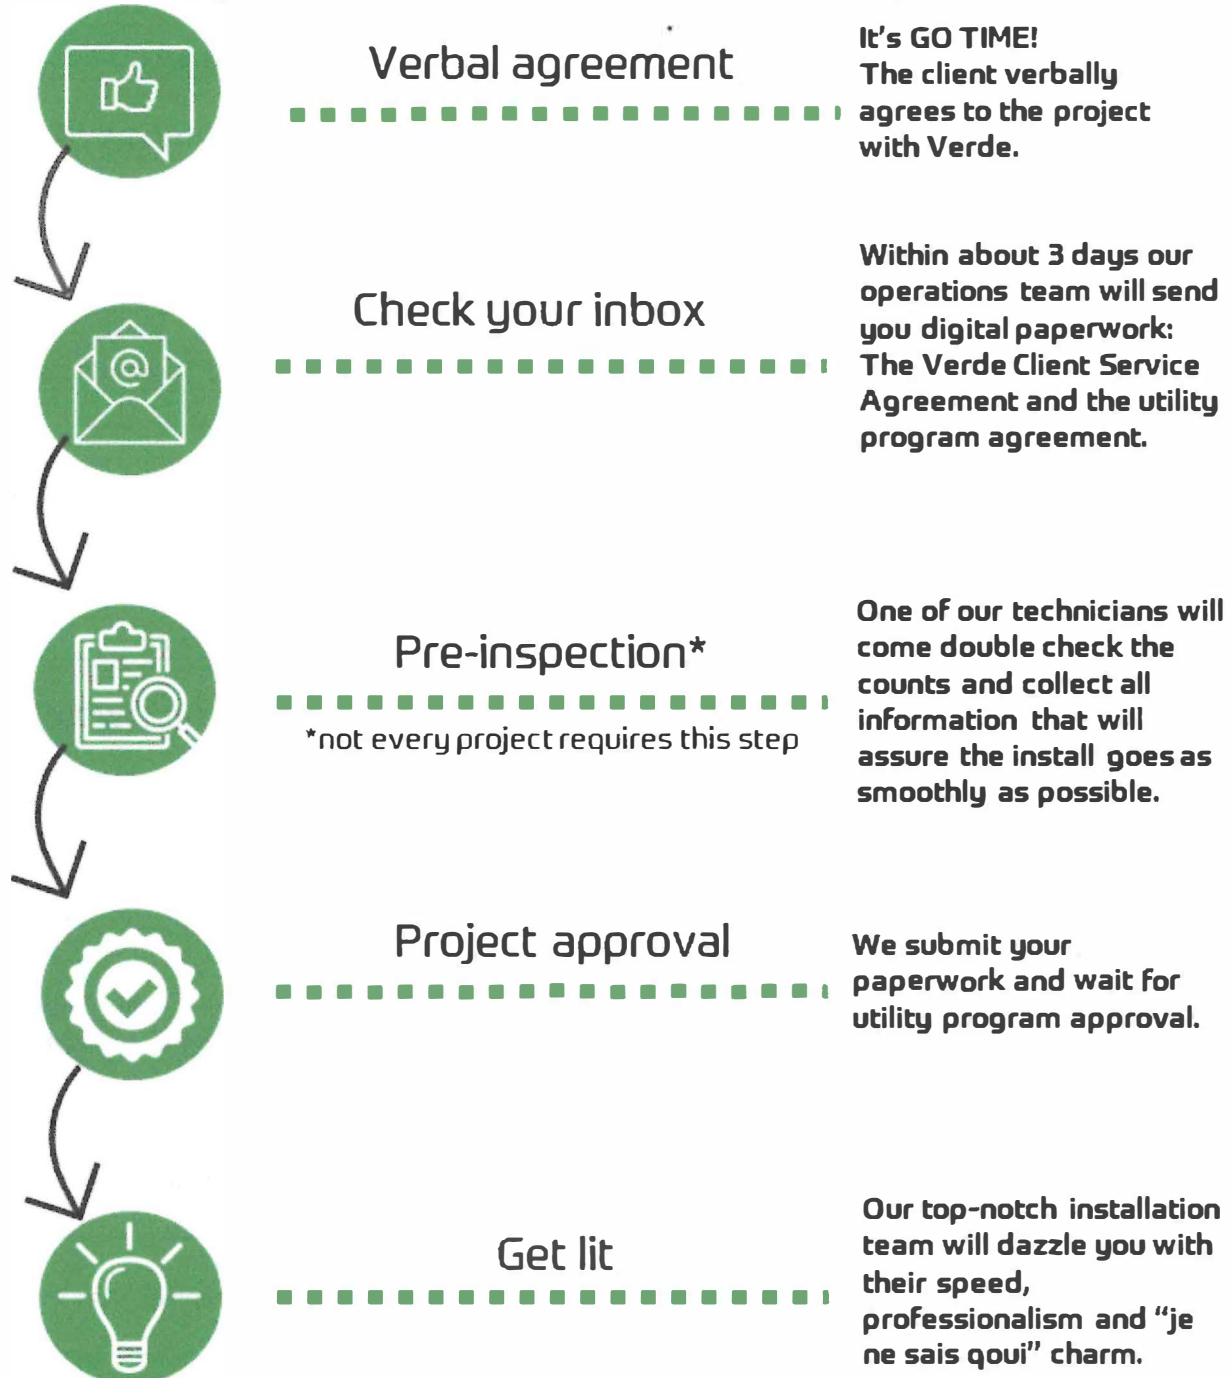 Verbal agreement
It's GO TIME!
The client verbally
agrees to the project
with Verde.
Check your inbox
Within about 3 days our
operations team will send
you digital paperwork:
The Verde Client Service
Agreement and the utility
program agreement.
@
Pre-inspection*
*not every project requires this step
One of our technicians will
come double check the
counts and collect all
information that will
assure the install goes as
smoothly as possible.
Project approval
We submit your
paperwork and wait for
utility program approval.
Get lit
Our top-notch installation
team will dazzle you with
their speed,
professionalism and “je
ne sais qoui” charm.